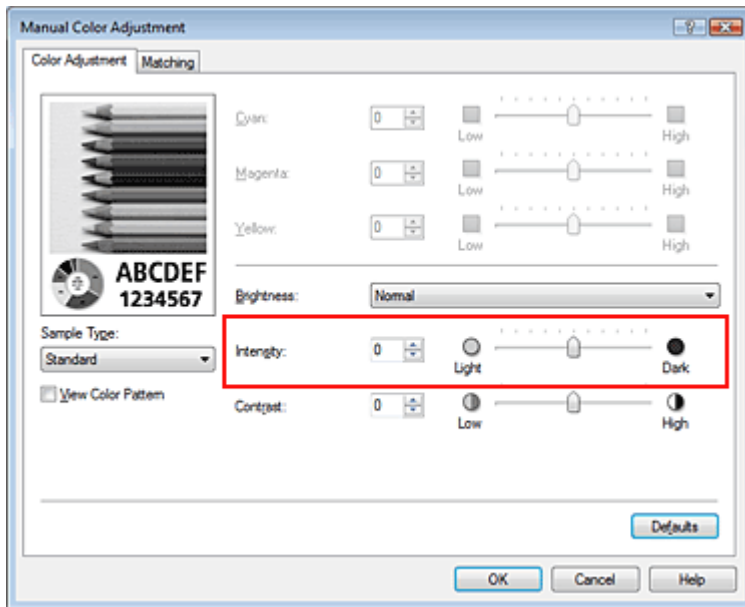 Manual Color Adjustment
Color Adjustment Matching
Cyan: 0 Low High
Magenta: 0 Low High
Yellow: 0 Low High
ABCDEF
1234567
Brightness: Normal
Sample Type:
Standard
Intensity: 0 Light Dark
View Color Pattern
Contrast: 0 Low High
Defaults
OK Cancel Help